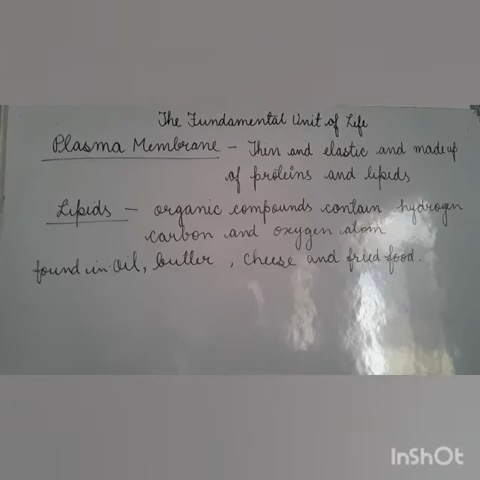 The Fundamental Unit of Life
Plasma Membrane - Thin and elastic and made up
of proteins and lipids
Lipids - organic compounds contain hydrogen
carbon and oxygen atom
found in oil, butter, cheese and fried food.
InShOt